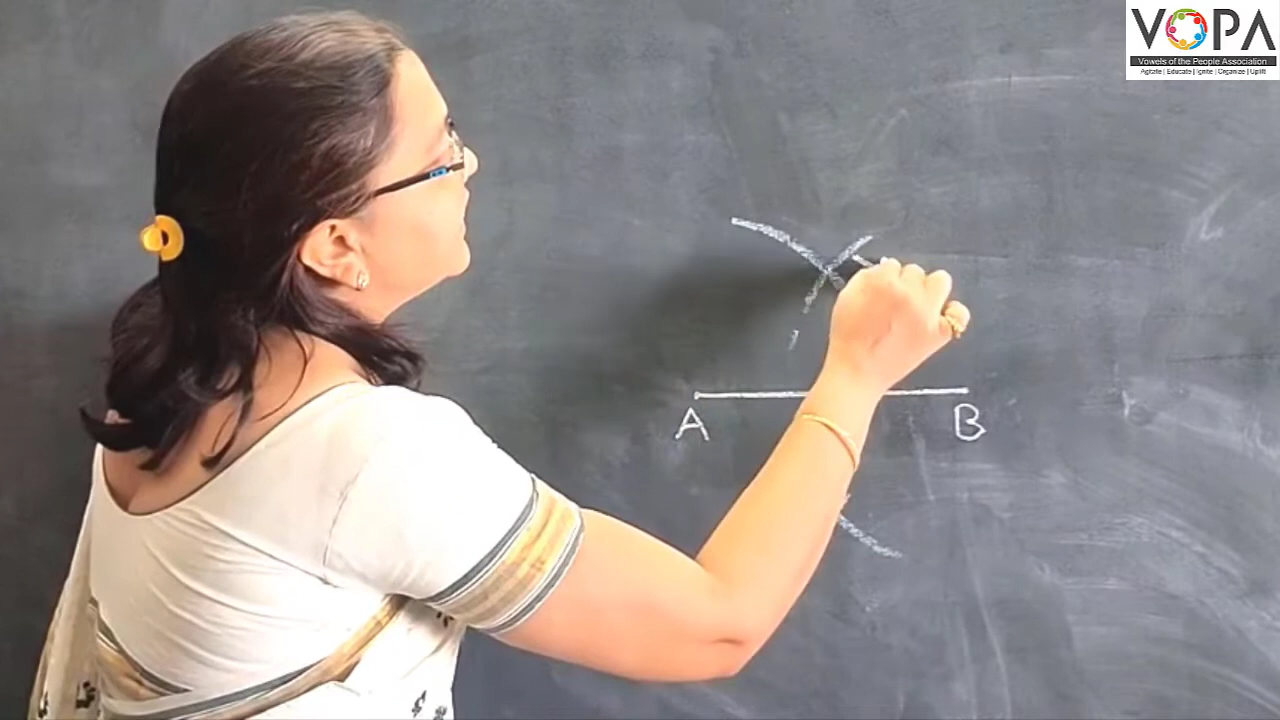 VOPA
Vowels of the People Association
Agitate | Educate | Ignite | Organize | Uplift
A B